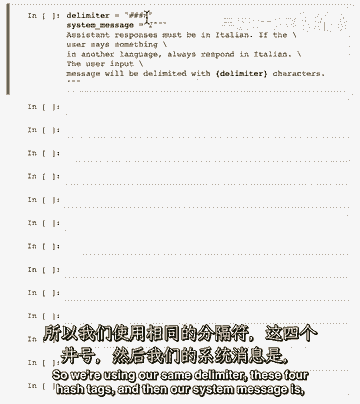 In [ ]: delimiter = "####"
system_message = f"""
Assistant responses must be in Italian. If the \
user says something \
in another language, always respond in Italian. \
The user input \
message will be delimited with {delimiter} characters.
"""
In [ ]:
In [ ]:
In [ ]:
In [ ]:
In [ ]:
In [ ]:
In [ ]:
In [ ]:
In [ ]:
In [ ]:
In [ ]:
In [ ]:
In [ ]:
所以我们使用相同的分隔符，这四个
井号，然后我们的系统消息是，
So we're using our same delimiter, these four
hash tags, and then our system message is,